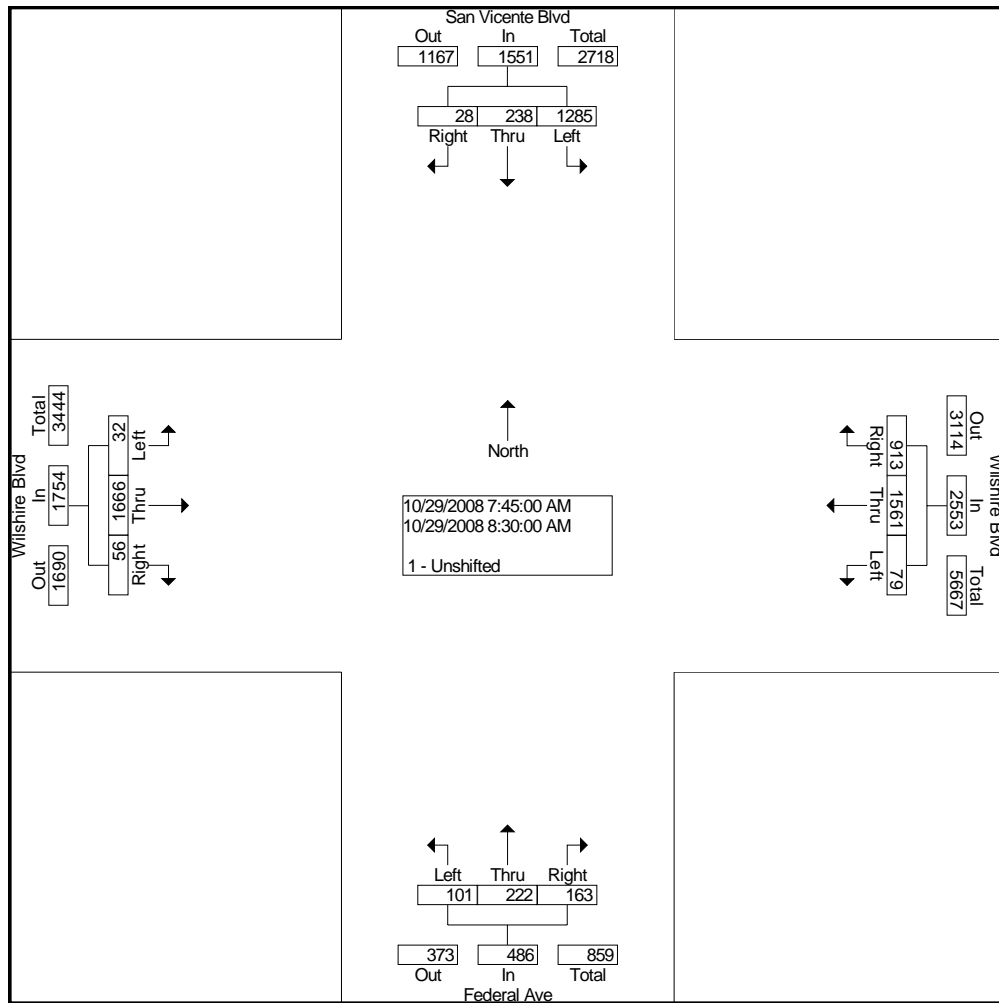 San Vicente Blvd
Out In Total
1167 1551 2718
28 238 1285
Right Thru Left
Wilshire Blvd
Total In Out
3444 1754 1690
32 1666 56
Left Thru Right
North
10/29/2008 7:45:00 AM
10/29/2008 8:30:00 AM
1 - Unshifted
Right Thru Left
913 1561 79
Out In Total
3114 2553 5667
Wilshire Blvd
Left Thru Right
101 222 163
373 486 859
Out In Total
Federal Ave